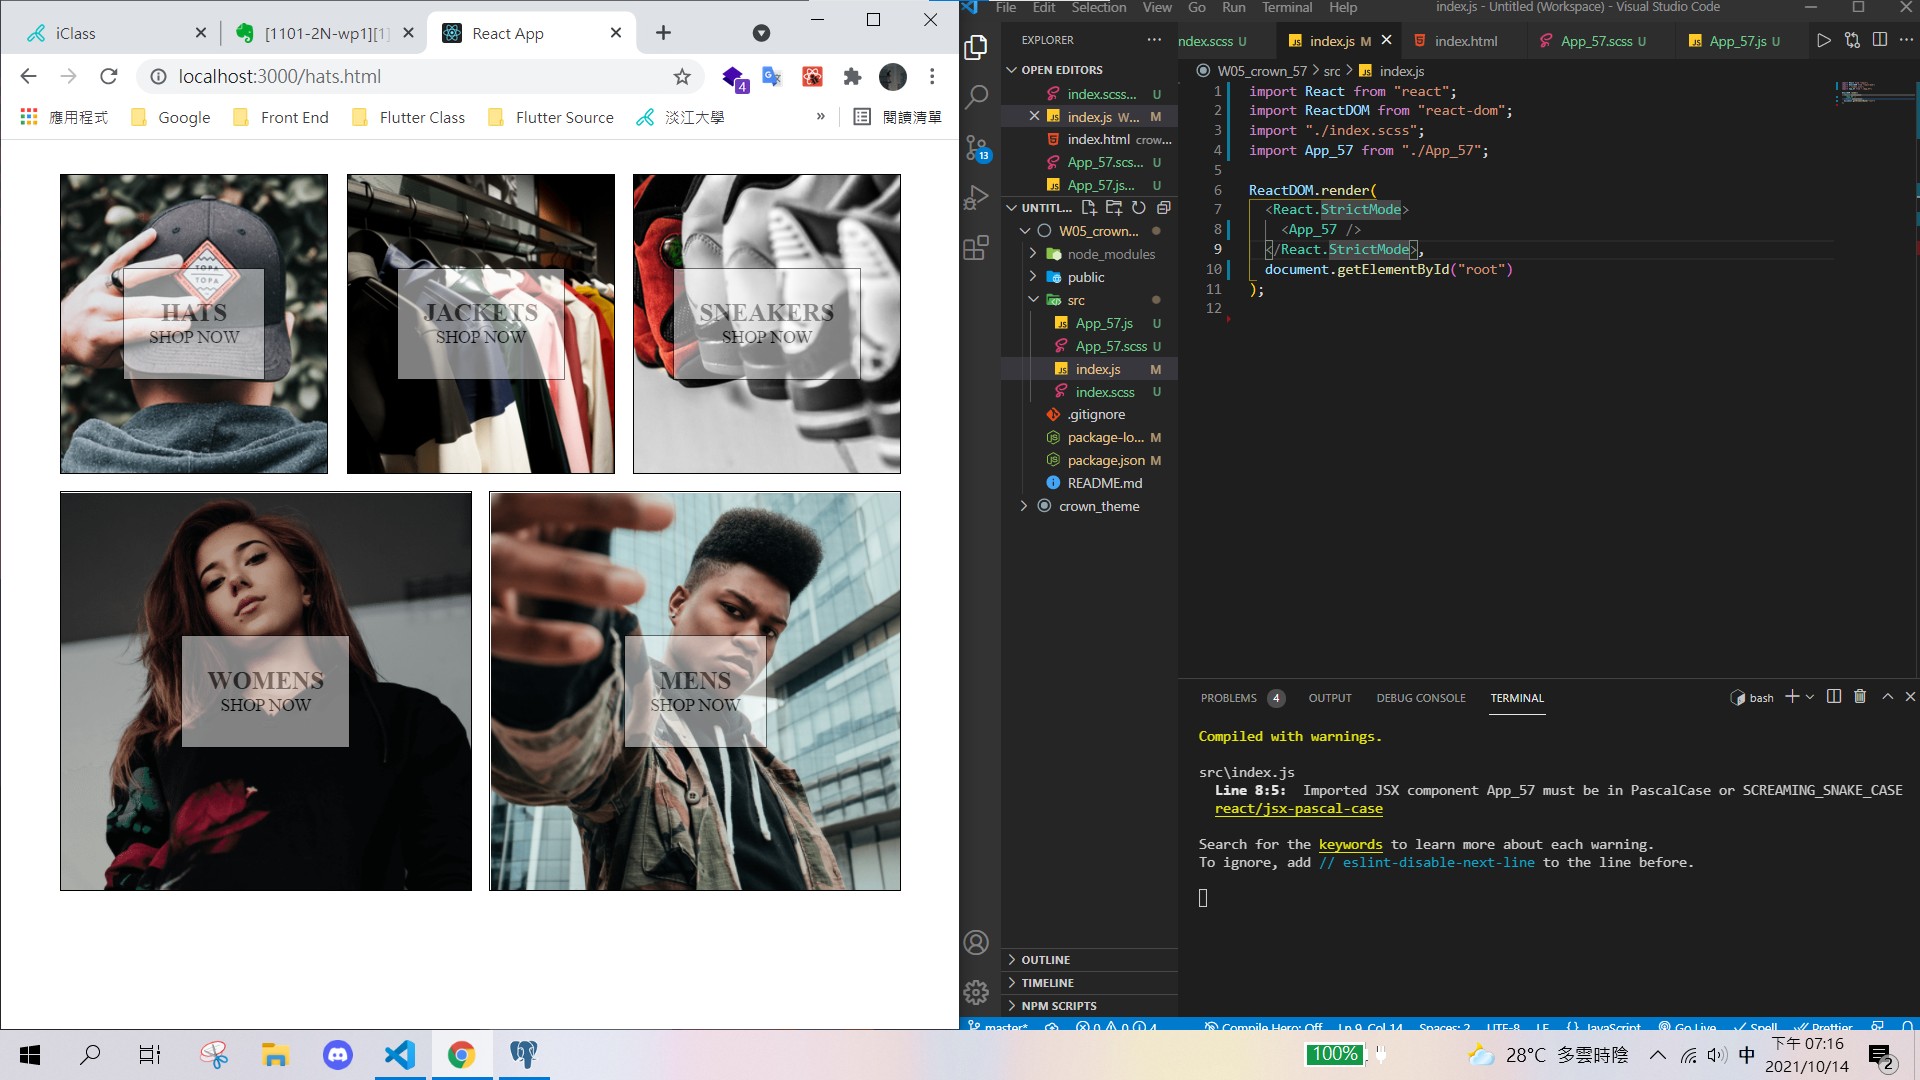 iClass
[1101-2N-wp1][1]
React App
localhost:3000/hats.html
4
應用程式
Google
Front End
Flutter Class
Flutter Source
淡江大學
»
閱讀清單
TOPA
TOPA
HATS
SHOP NOW
JACKETS
SHOP NOW
SNEAKERS
SHOP NOW
WOMENS
SHOP NOW
MENS
SHOP NOW
File Edit Selection View Go Run Terminal Help
index.js - Untitled (Workspace) - Visual Studio Code
EXPLORER
OPEN EDITORS
index.scss... U
index.js W... M
index.html crow...
App_57.scs... U
App_57.js... U
13
UNTITL...
W05_crown...
node_modules
public
src
App_57.js U
App_57.scss U
index.js M
index.scss U
.gitignore
package-lo... M
package.json M
README.md
crown_theme
OUTLINE
TIMELINE
NPM SCRIPTS
ndex.scss U
index.js M
index.html
App_57.scss U
App_57.js U
W05_crown_57 > src > index.js
1 import React from "react";
2 import ReactDOM from "react-dom";
3 import "./index.scss";
4 import App_57 from "./App_57";
5
6 ReactDOM.render(
7 <React.StrictMode>
8 <App_57 />
9 </React.StrictMode>,
10 document.getElementById("root")
11 );
12
PROBLEMS 4 OUTPUT DEBUG CONSOLE TERMINAL
bash
Compiled with warnings.
src\index.js
Line 8:5: Imported JSX component App_57 must be in PascalCase or SCREAMING_SNAKE_CASE
react/jsx-pascal-case
Search for the keywords to learn more about each warning.
To ignore, add // eslint-disable-next-line to the line before.
master* 0 0 4 Compile Hero: Off Ln 9, Col 14 Spaces: 2 UTF-8 LF {} JavaScript Go Live Spell Prettier
100%
28°C 多雲時陰
中
下午 07:16
2021/10/14
2